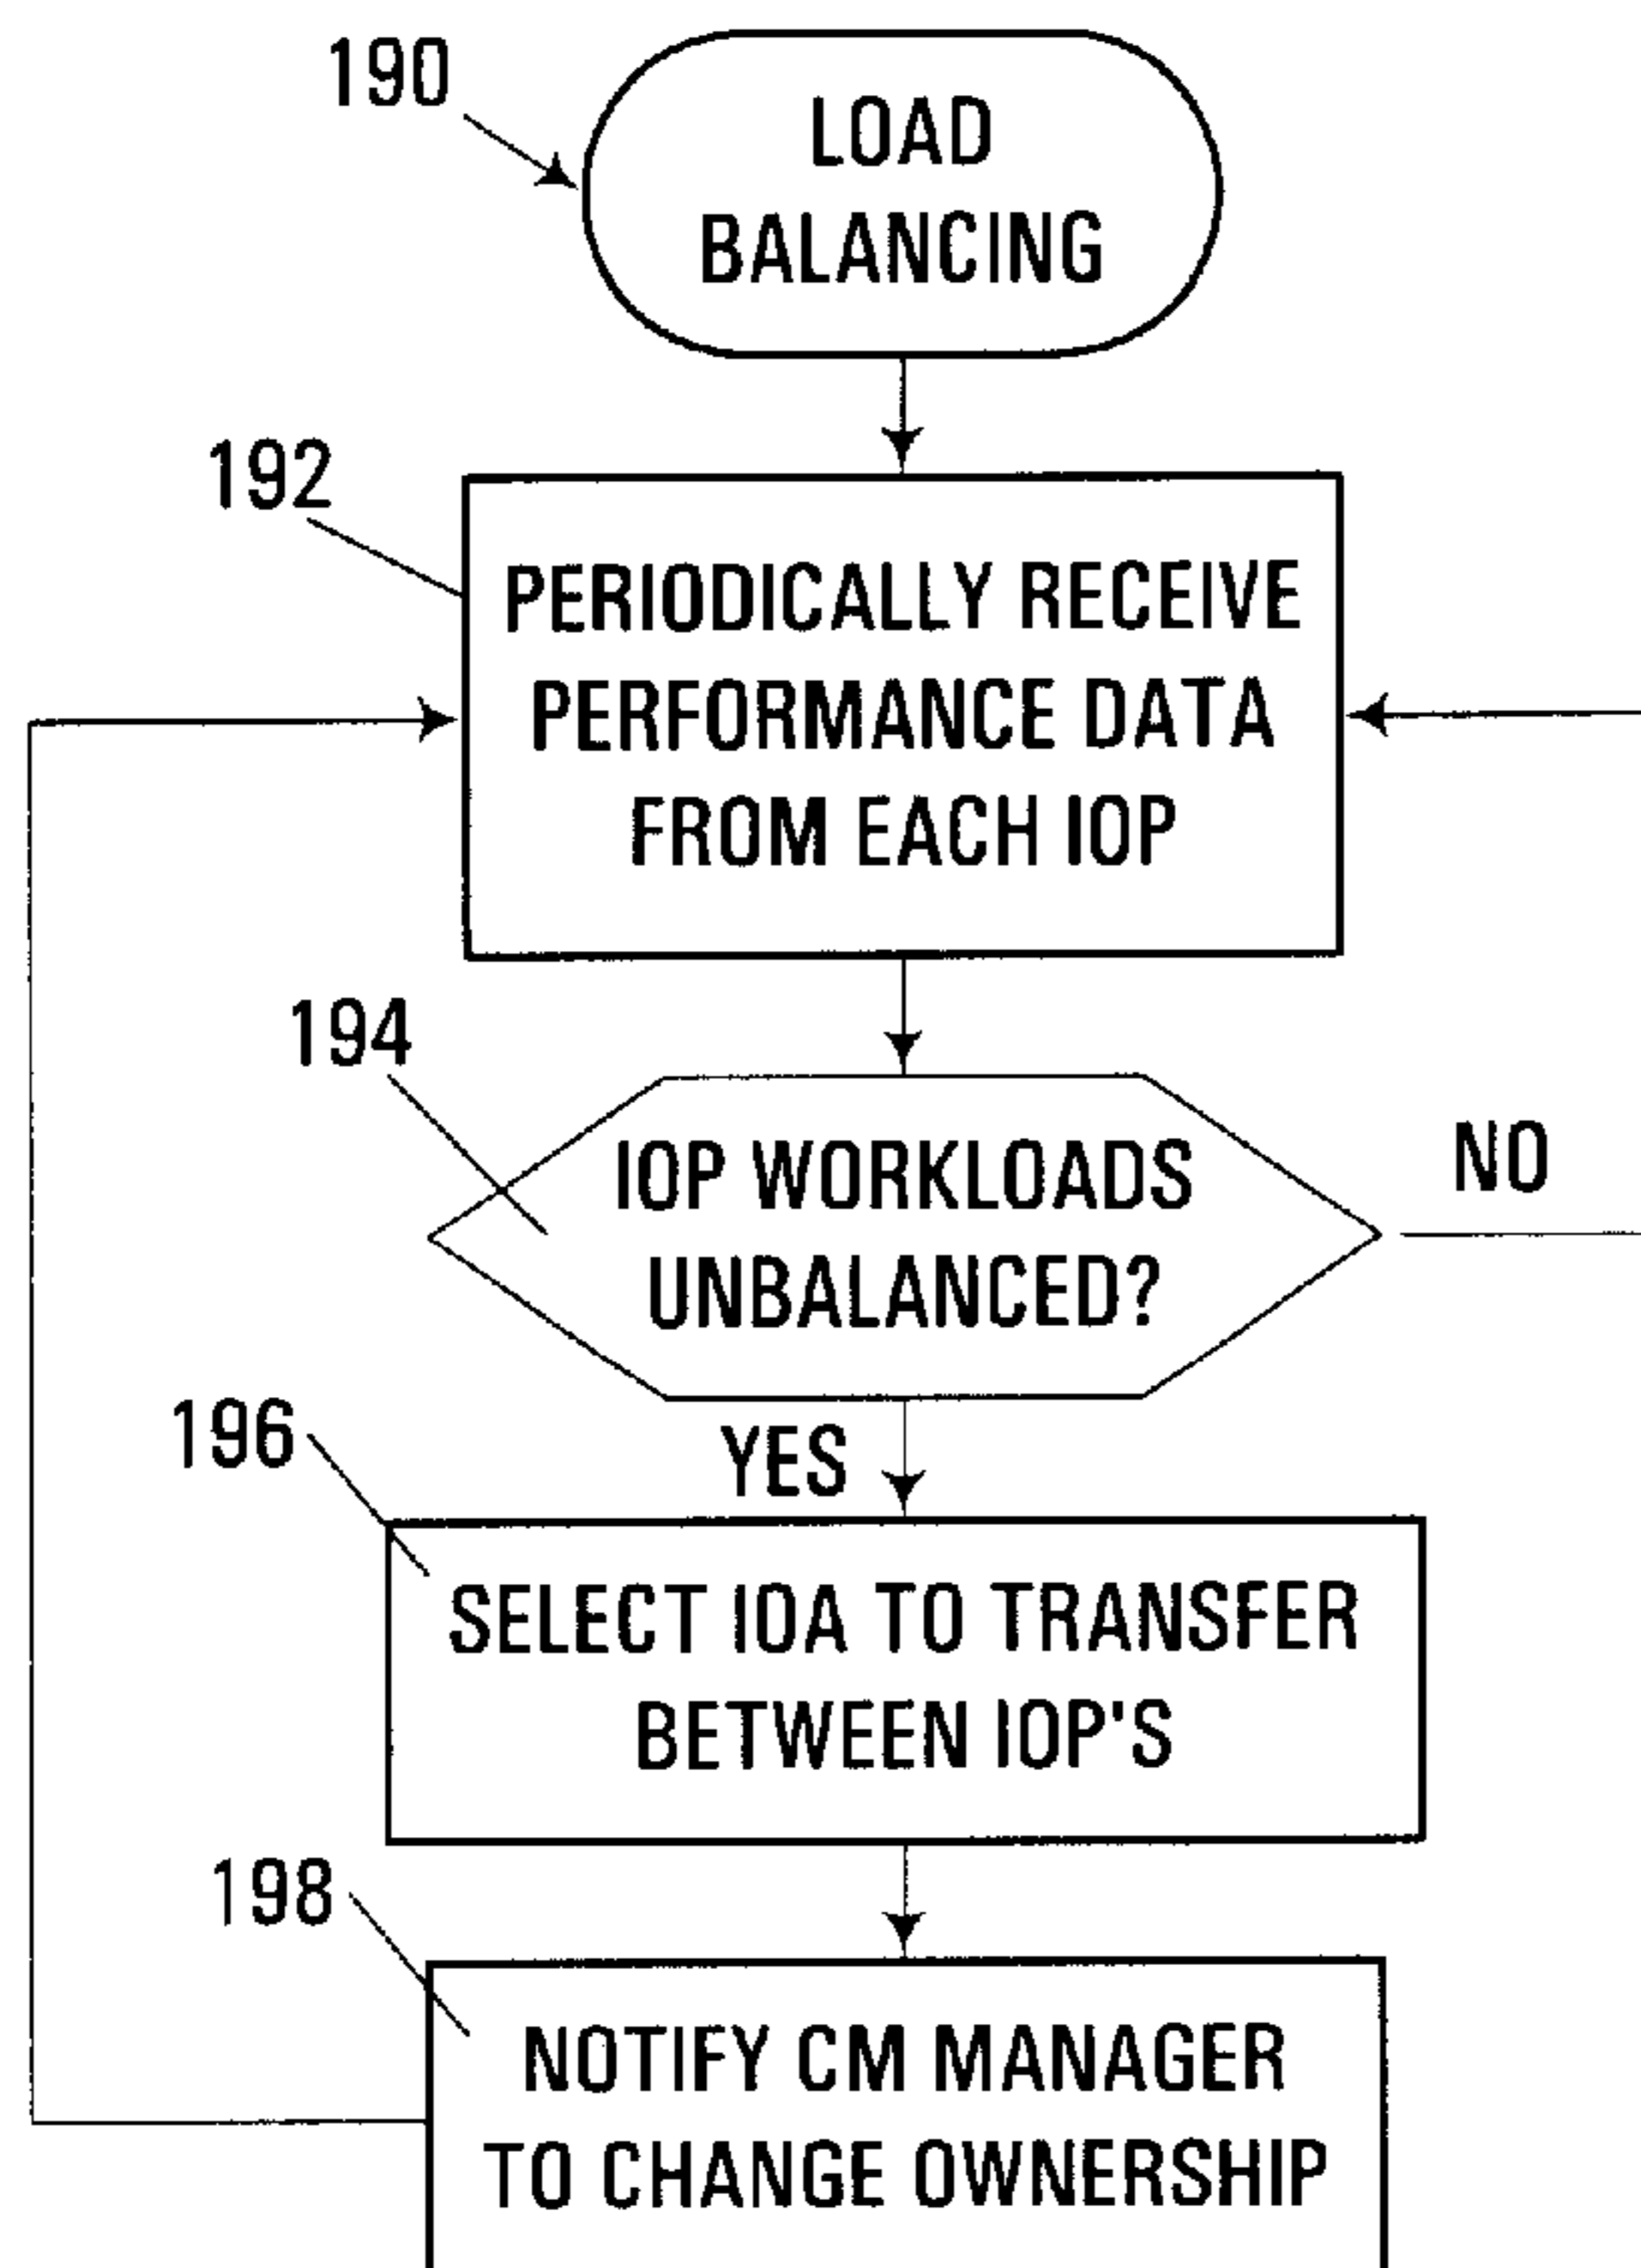 190
LOAD
BALANCING
192
PERIODICALLY RECEIVE
PERFORMANCE DATA
FROM EACH IOP
194
IOP WORKLOADS
UNBALANCED?
NO
YES
196
SELECT IOA TO TRANSFER
BETWEEN IOP'S
198
NOTIFY CM MANAGER
TO CHANGE OWNERSHIP